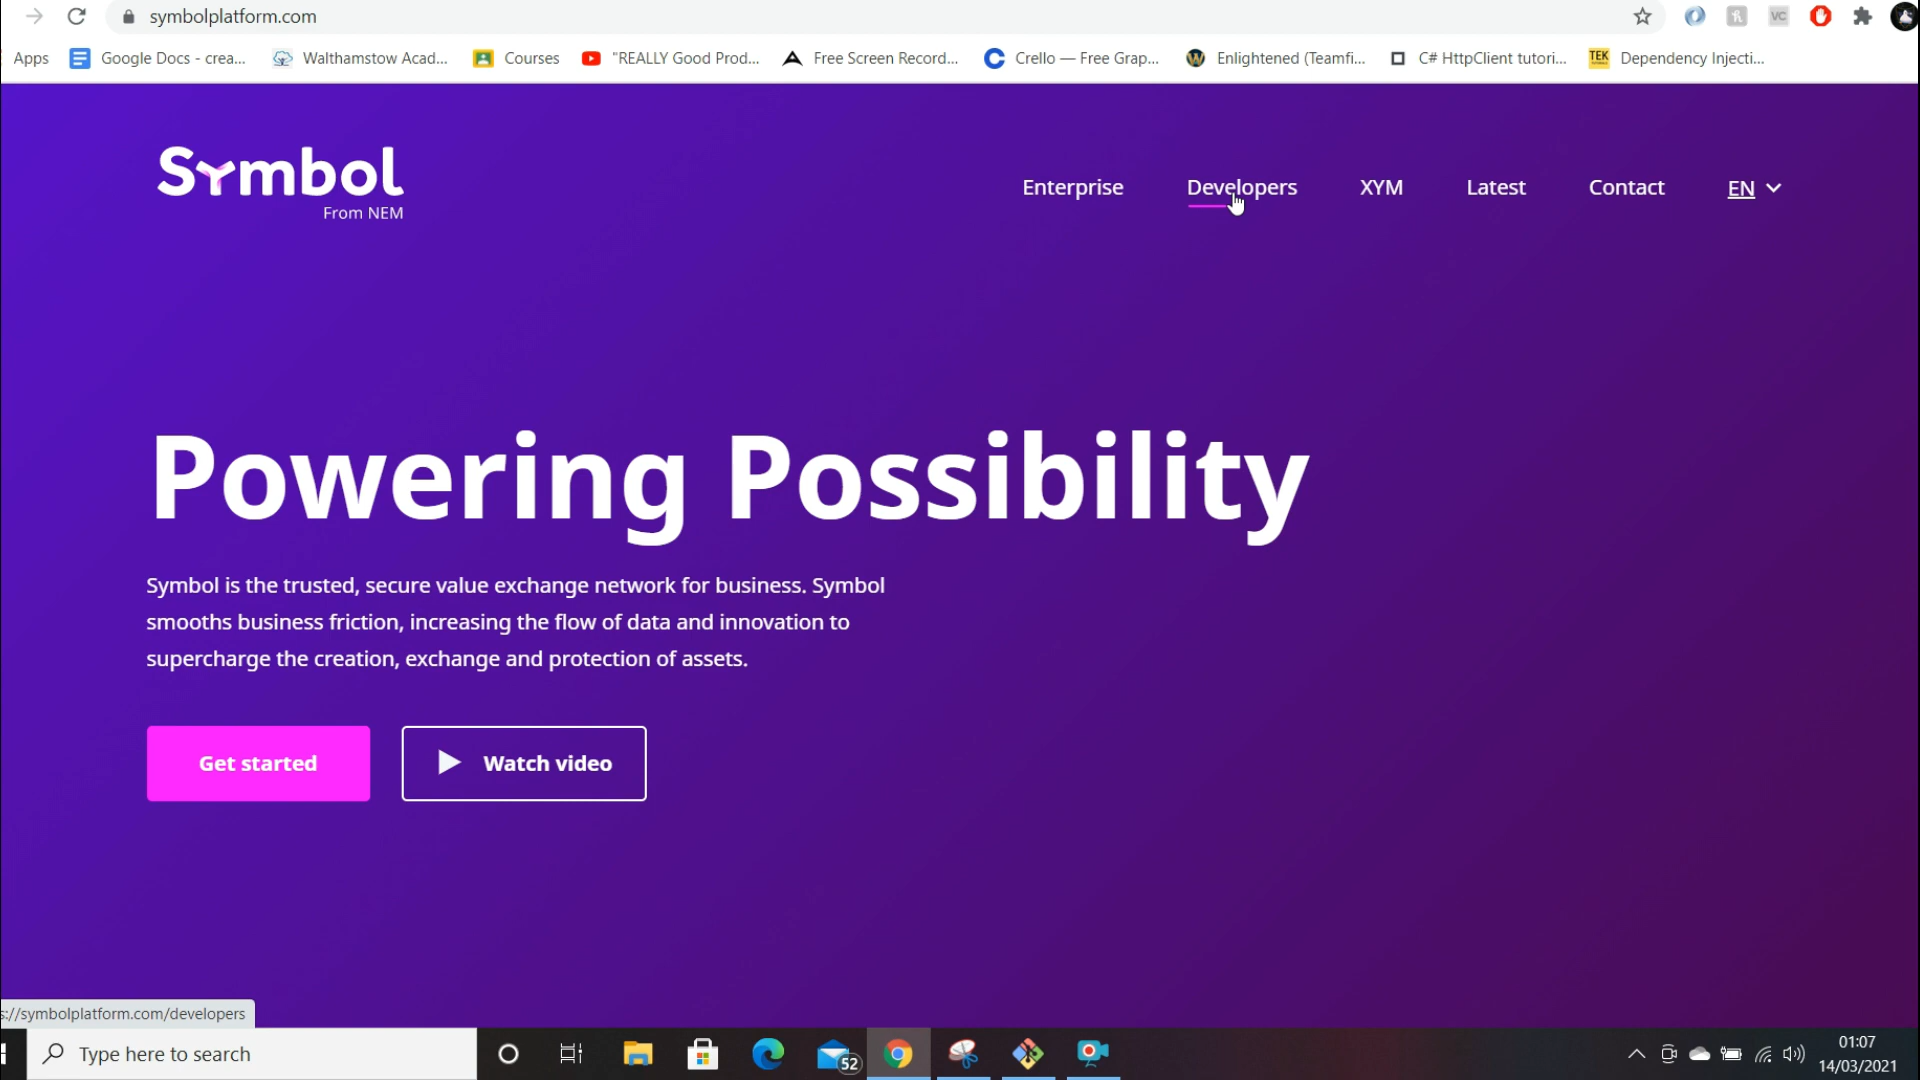 symbolplatform.com
Apps Google Docs - crea... Walthamstow Acad... Courses "REALLY Good Prod... Free Screen Record... Crello — Free Grap... Enlightened (Teamfi... C# HttpClient tutori... TEK Dependency Injecti...
Symbol
From NEM
Enterprise Developers XYM Latest Contact EN
Powering Possibility
Symbol is the trusted, secure value exchange network for business. Symbol
smooths business friction, increasing the flow of data and innovation to
supercharge the creation, exchange and protection of assets.
Get started Watch video
s://symbolplatform.com/developers
Type here to search
52
01:07
14/03/2021